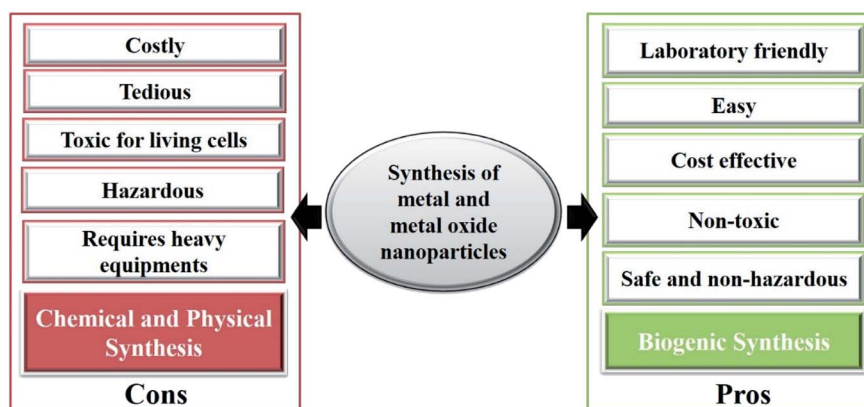 Costly
Tedious
Toxic for living cells
Hazardous
Requires heavy
equipments
Chemical and Physical
Synthesis
Cons
Synthesis of
metal and
metal oxide
nanoparticles
Laboratory friendly
Easy
Cost effective
Non-toxic
Safe and non-hazardous
Biogenic Synthesis
Pros